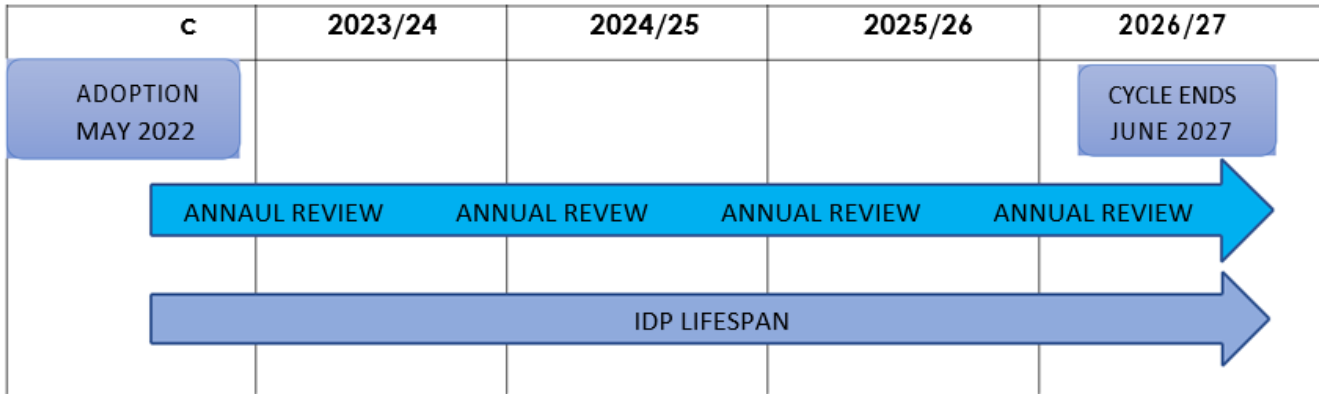 c 2023/24 2024/25 2025/26 2026/27
ADOPTION
MAY 2022
CYCLE ENDS
JUNE 2027
ANNAUL REVIEW ANNUAL REVEW ANNUAL REVIEW ANNUAL REVIEW
IDP LIFESPAN